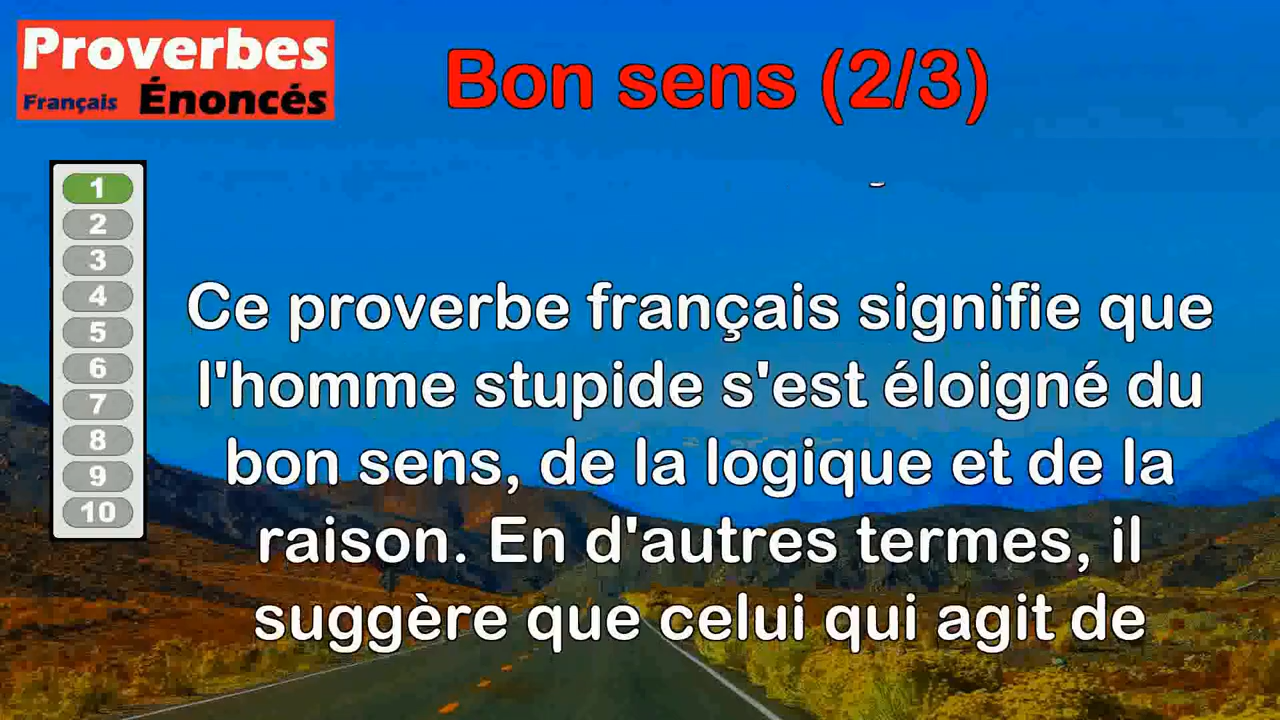 Proverbes
Français Énoncés
Bon sens (2/3)
1
2
3
4
5
6
7
8
9
10
Ce proverbe français signifie que
l'homme stupide s'est éloigné du
bon sens, de la logique et de la
raison. En d'autres termes, il
suggère que celui qui agit de